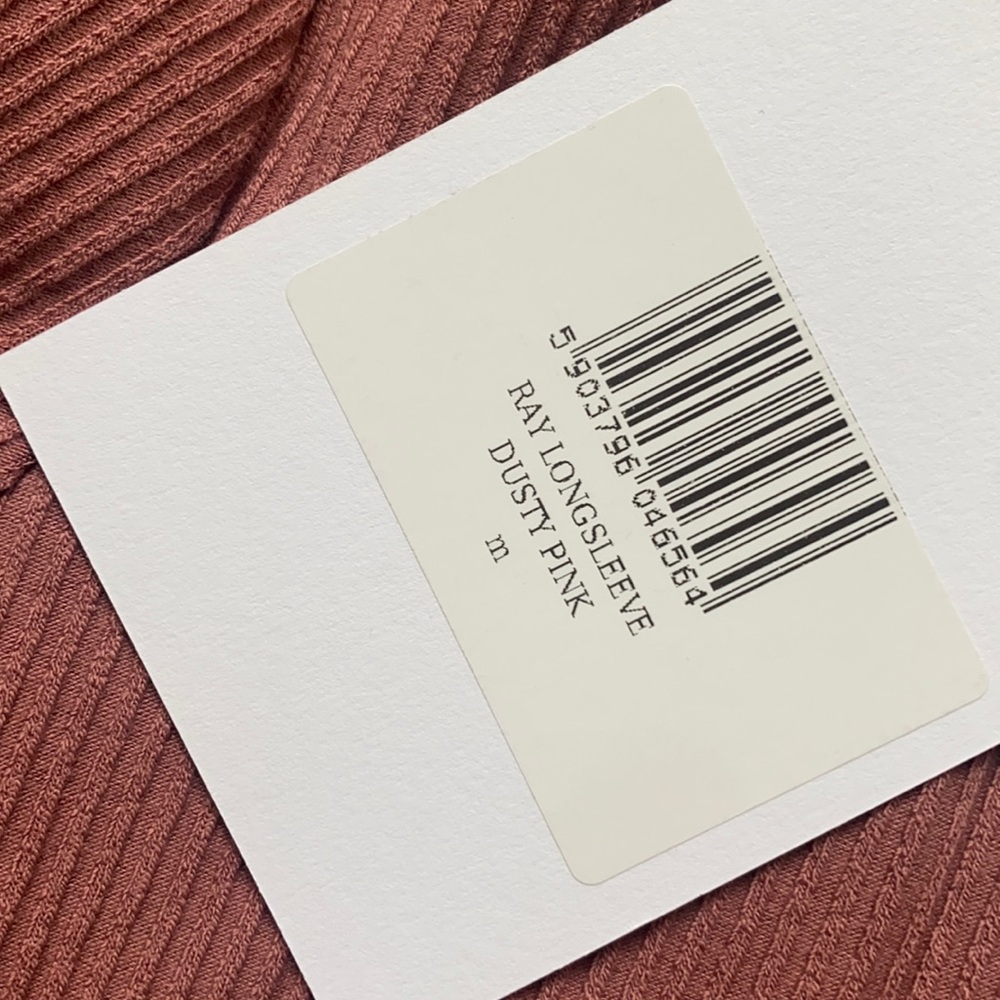 5 903796 046564
RAY LONGSLEEVE
DUSTY PINK
m